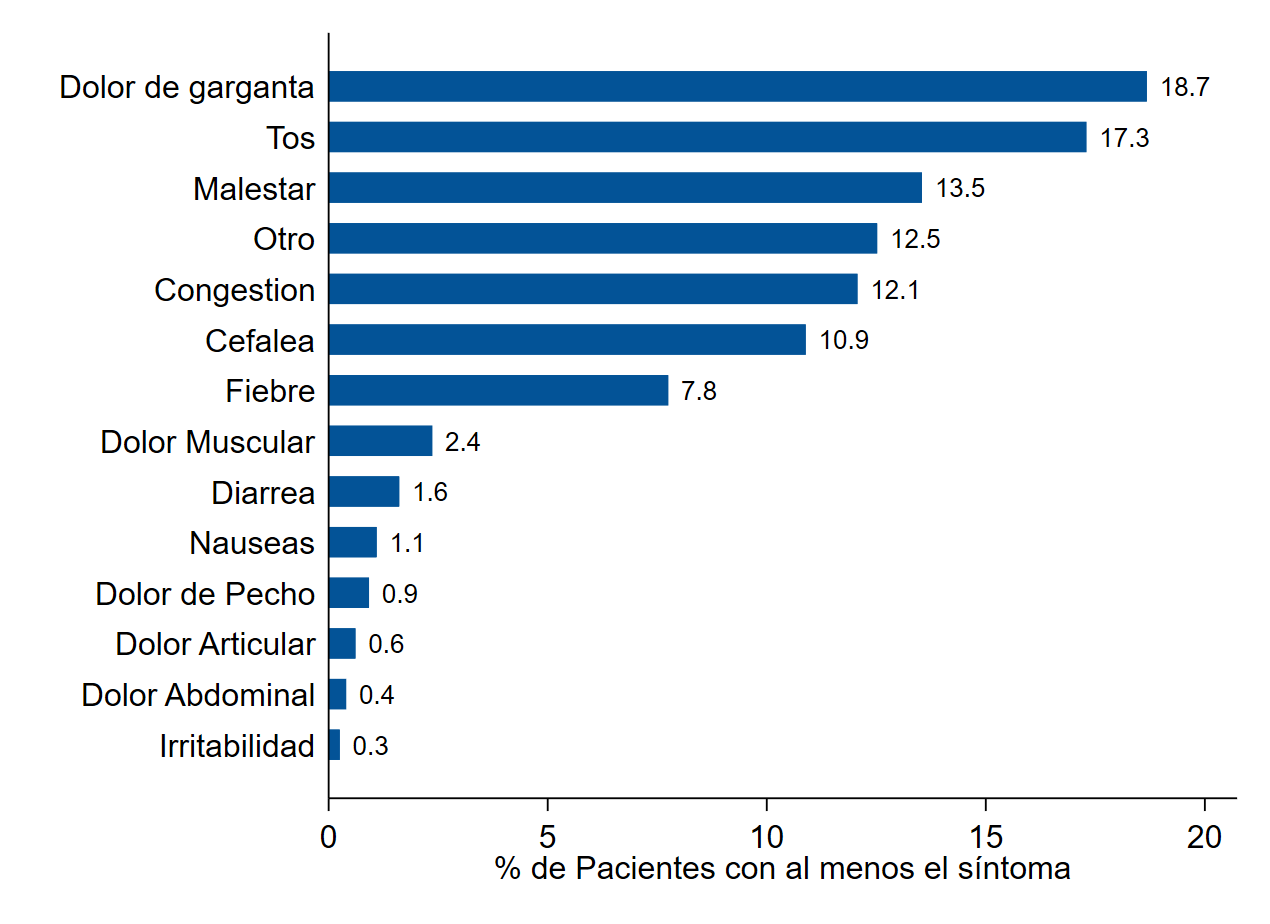 Dolor de garganta 18.7
Tos 17.3
Malestar 13.5
Otro 12.5
Congestion 12.1
Cefalea 10.9
Fiebre 7.8
Dolor Muscular 2.4
Diarrea 1.6
Nauseas 1.1
Dolor de Pecho 0.9
Dolor Articular 0.6
Dolor Abdominal 0.4
Irritabilidad 0.3
0 5 10 15 20
% de Pacientes con al menos el síntoma